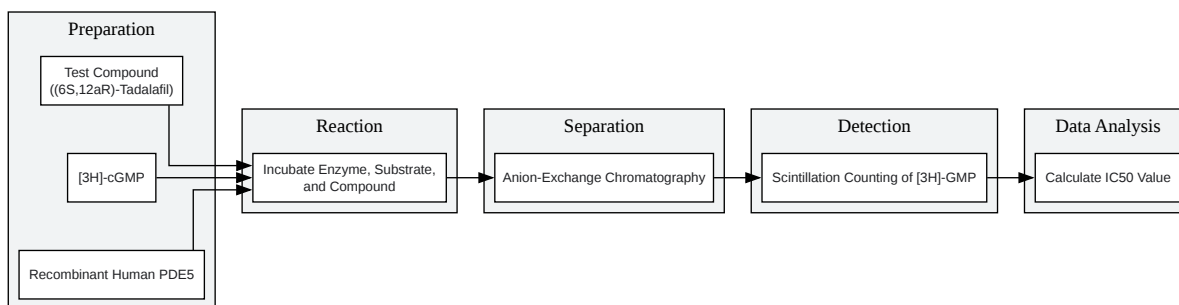 Preparation
Test Compound
((6S,12aR)-Tadalafil)
[3H]-cGMP
Recombinant Human PDE5
Reaction
Incubate Enzyme, Substrate,
and Compound
Separation
Anion-Exchange Chromatography
Detection
Scintillation Counting of [3H]-GMP
Data Analysis
Calculate IC50 Value